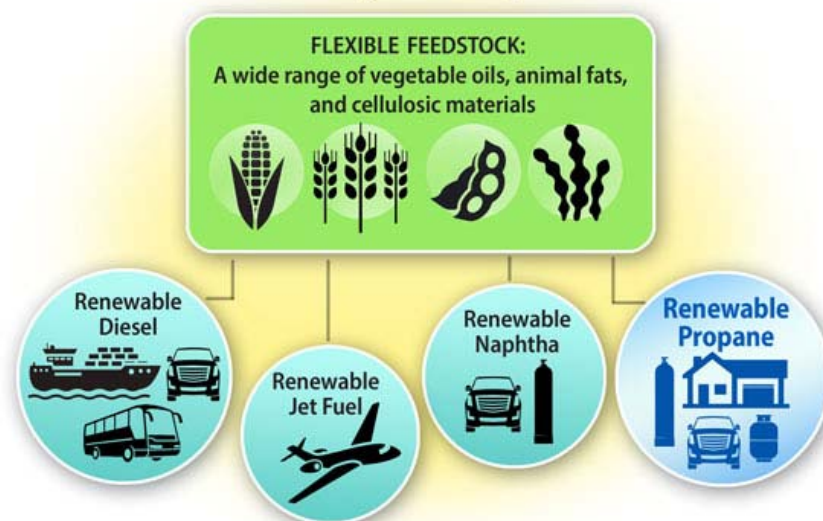 FLEXIBLE FEEDSTOCK:
A wide range of vegetable oils, animal fats,
and cellulosic materials
Renewable
Diesel
Renewable
Jet Fuel
Renewable
Naphtha
Renewable
Propane